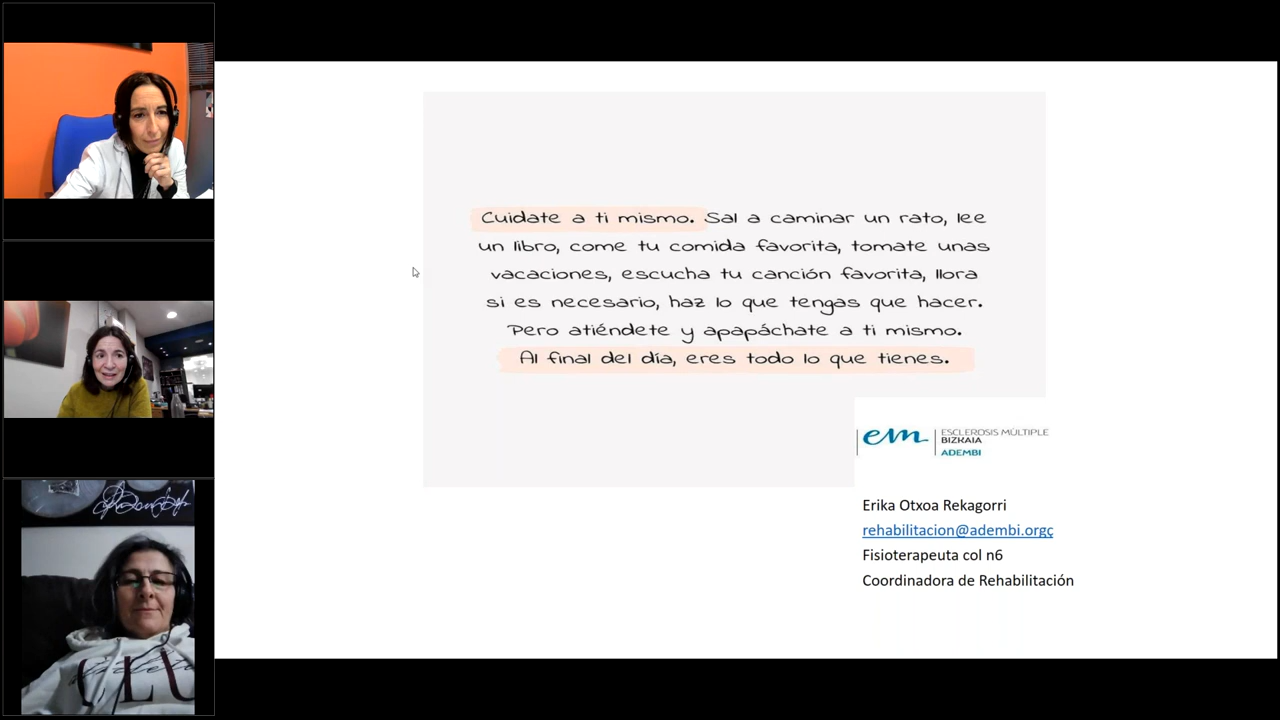 Cuidate a ti mismo. Sal a caminar un rato, lee
un libro, come tu comida favorita, tomate unas
vacaciones, escucha tu canción favorita, llora
si es necesario, haz lo que tengas que hacer.
Pero atiéndete y apapáchate a ti mismo.
Al final del día, eres todo lo que tienes.
em
ESCLEROSIS MÚLTIPLE
BIZKAIA
ADEMBI
Erika Otxoa Rekagorri
rehabilitacion@adembi.orgç
Fisioterapeuta col n6
Coordinadora de Rehabilitación